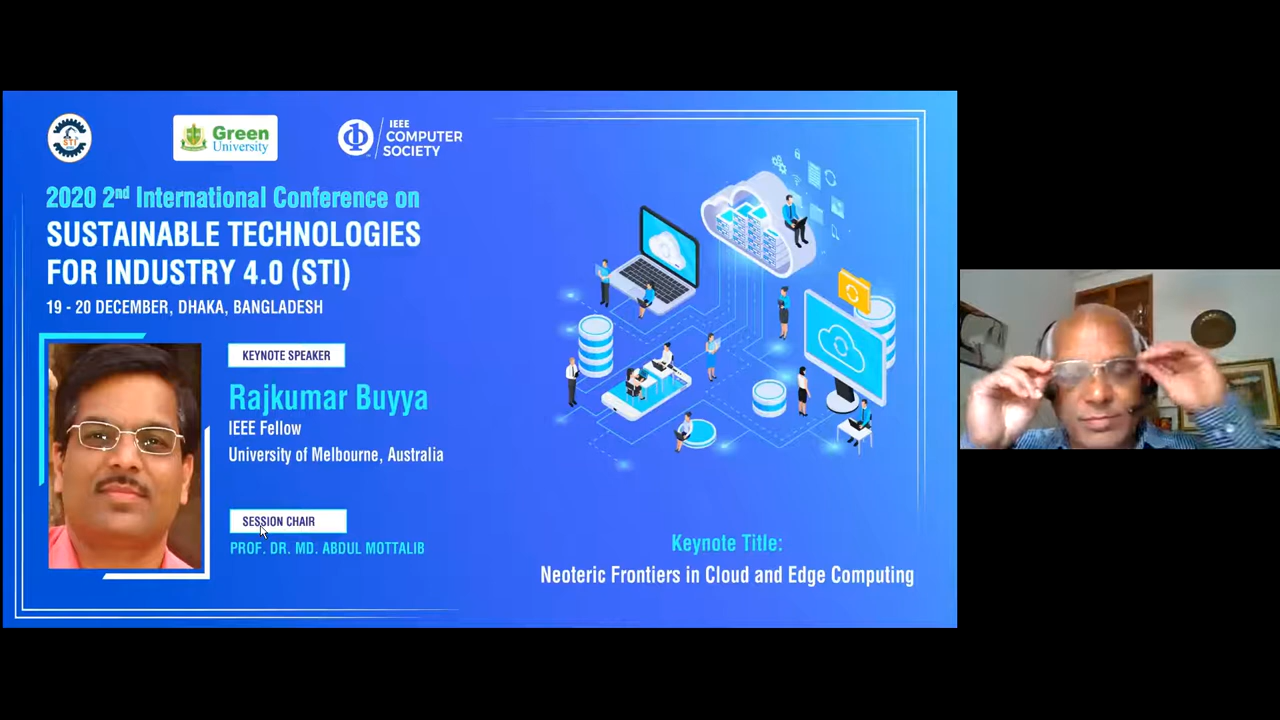 STI
Green
University
IEEE
COMPUTER
SOCIETY
2020 2nd International Conference on
SUSTAINABLE TECHNOLOGIES
FOR INDUSTRY 4.0 (STI)
19 - 20 DECEMBER, DHAKA, BANGLADESH
KEYNOTE SPEAKER
Rajkumar Buyya
IEEE Fellow
University of Melbourne, Australia
SESSION CHAIR
PROF. DR. MD. ABDUL MOTTALIB
Keynote Title:
Neoteric Frontiers in Cloud and Edge Computing